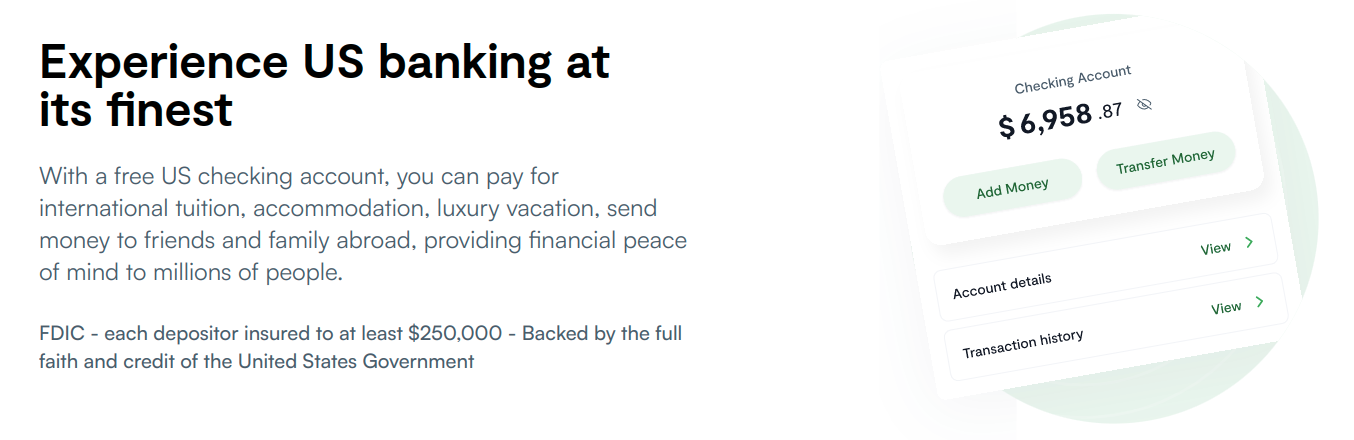 Experience US banking at
its finest
With a free US checking account, you can pay for
international tuition, accommodation, luxury vacation, send
money to friends and family abroad, providing financial peace
of mind to millions of people.
FDIC - each depositor insured to at least $250,000 - Backed by the full
faith and credit of the United States Government
Checking Account
$ 6,958 .87
Add Money
Transfer Money
Account details
View
Transaction history
View